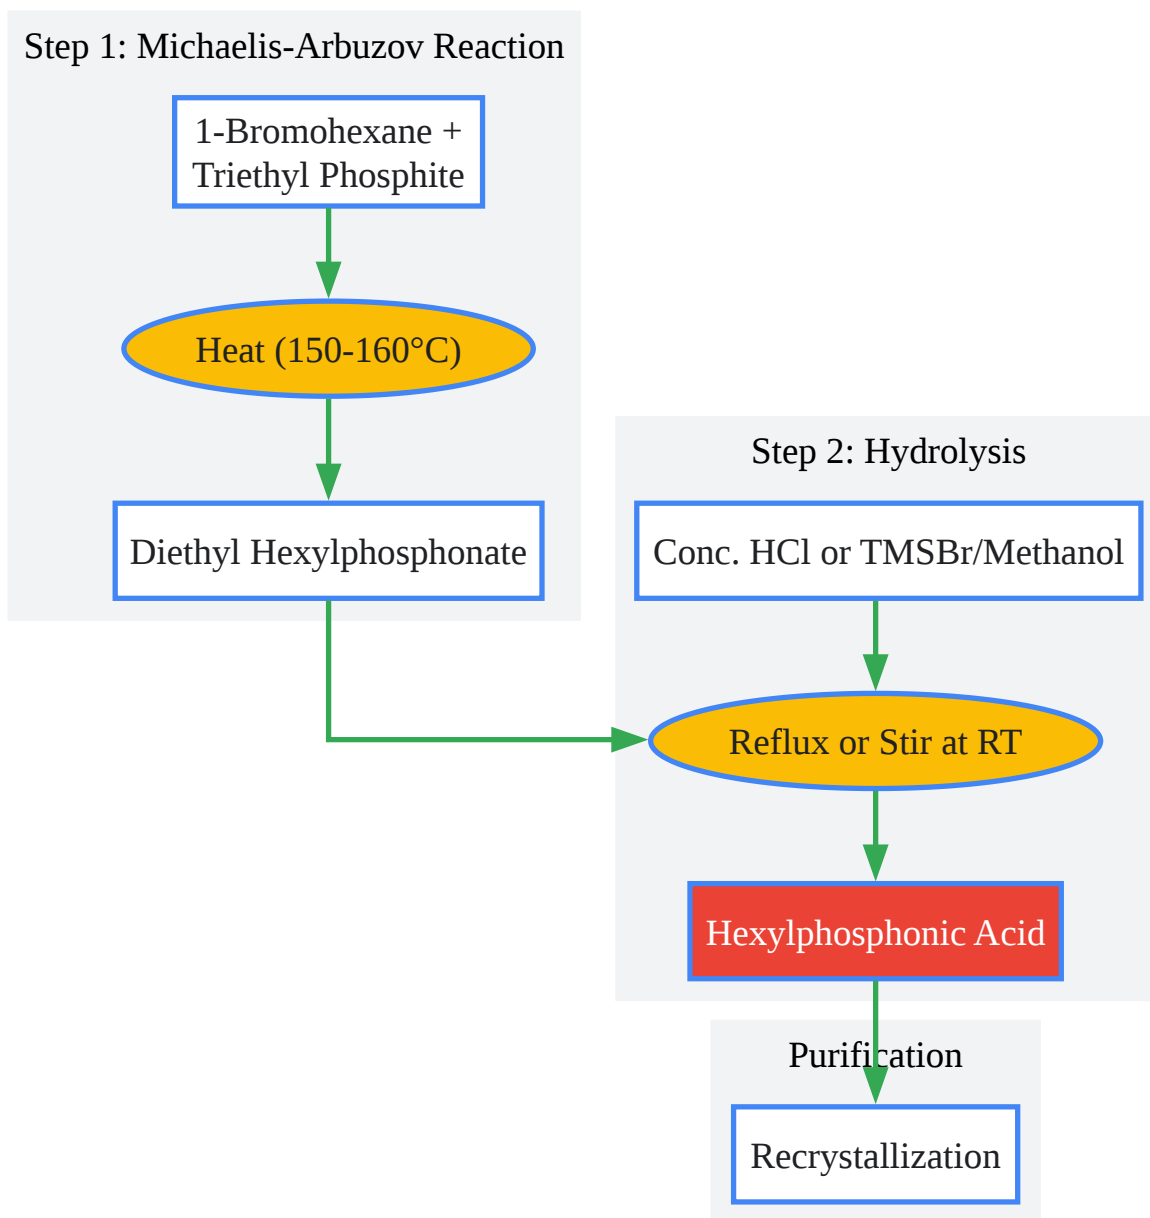 Step 1: Michaelis-Arbuzov Reaction
1-Bromohexane +
Triethyl Phosphite
Heat (150-160°C)
Diethyl Hexylphosphonate
Step 2: Hydrolysis
Conc. HCl or TMSBr/Methanol
Reflux or Stir at RT
Hexylphosphonic Acid
Purification
Recrystallization